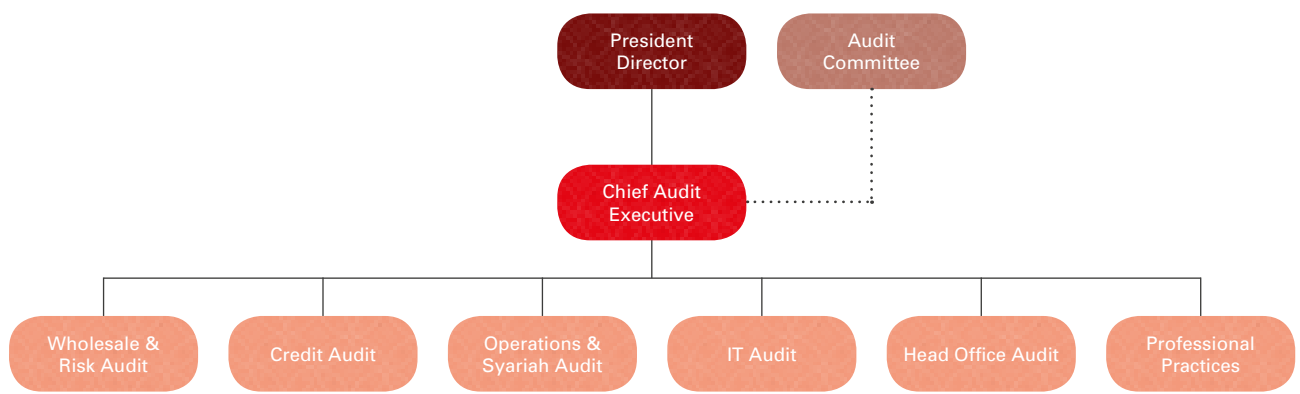 President
Director
Audit
Committee
Chief Audit
Executive
Wholesale &
Risk Audit
Credit Audit
Operations &
Syariah Audit
IT Audit
Head Office Audit
Professional
Practices